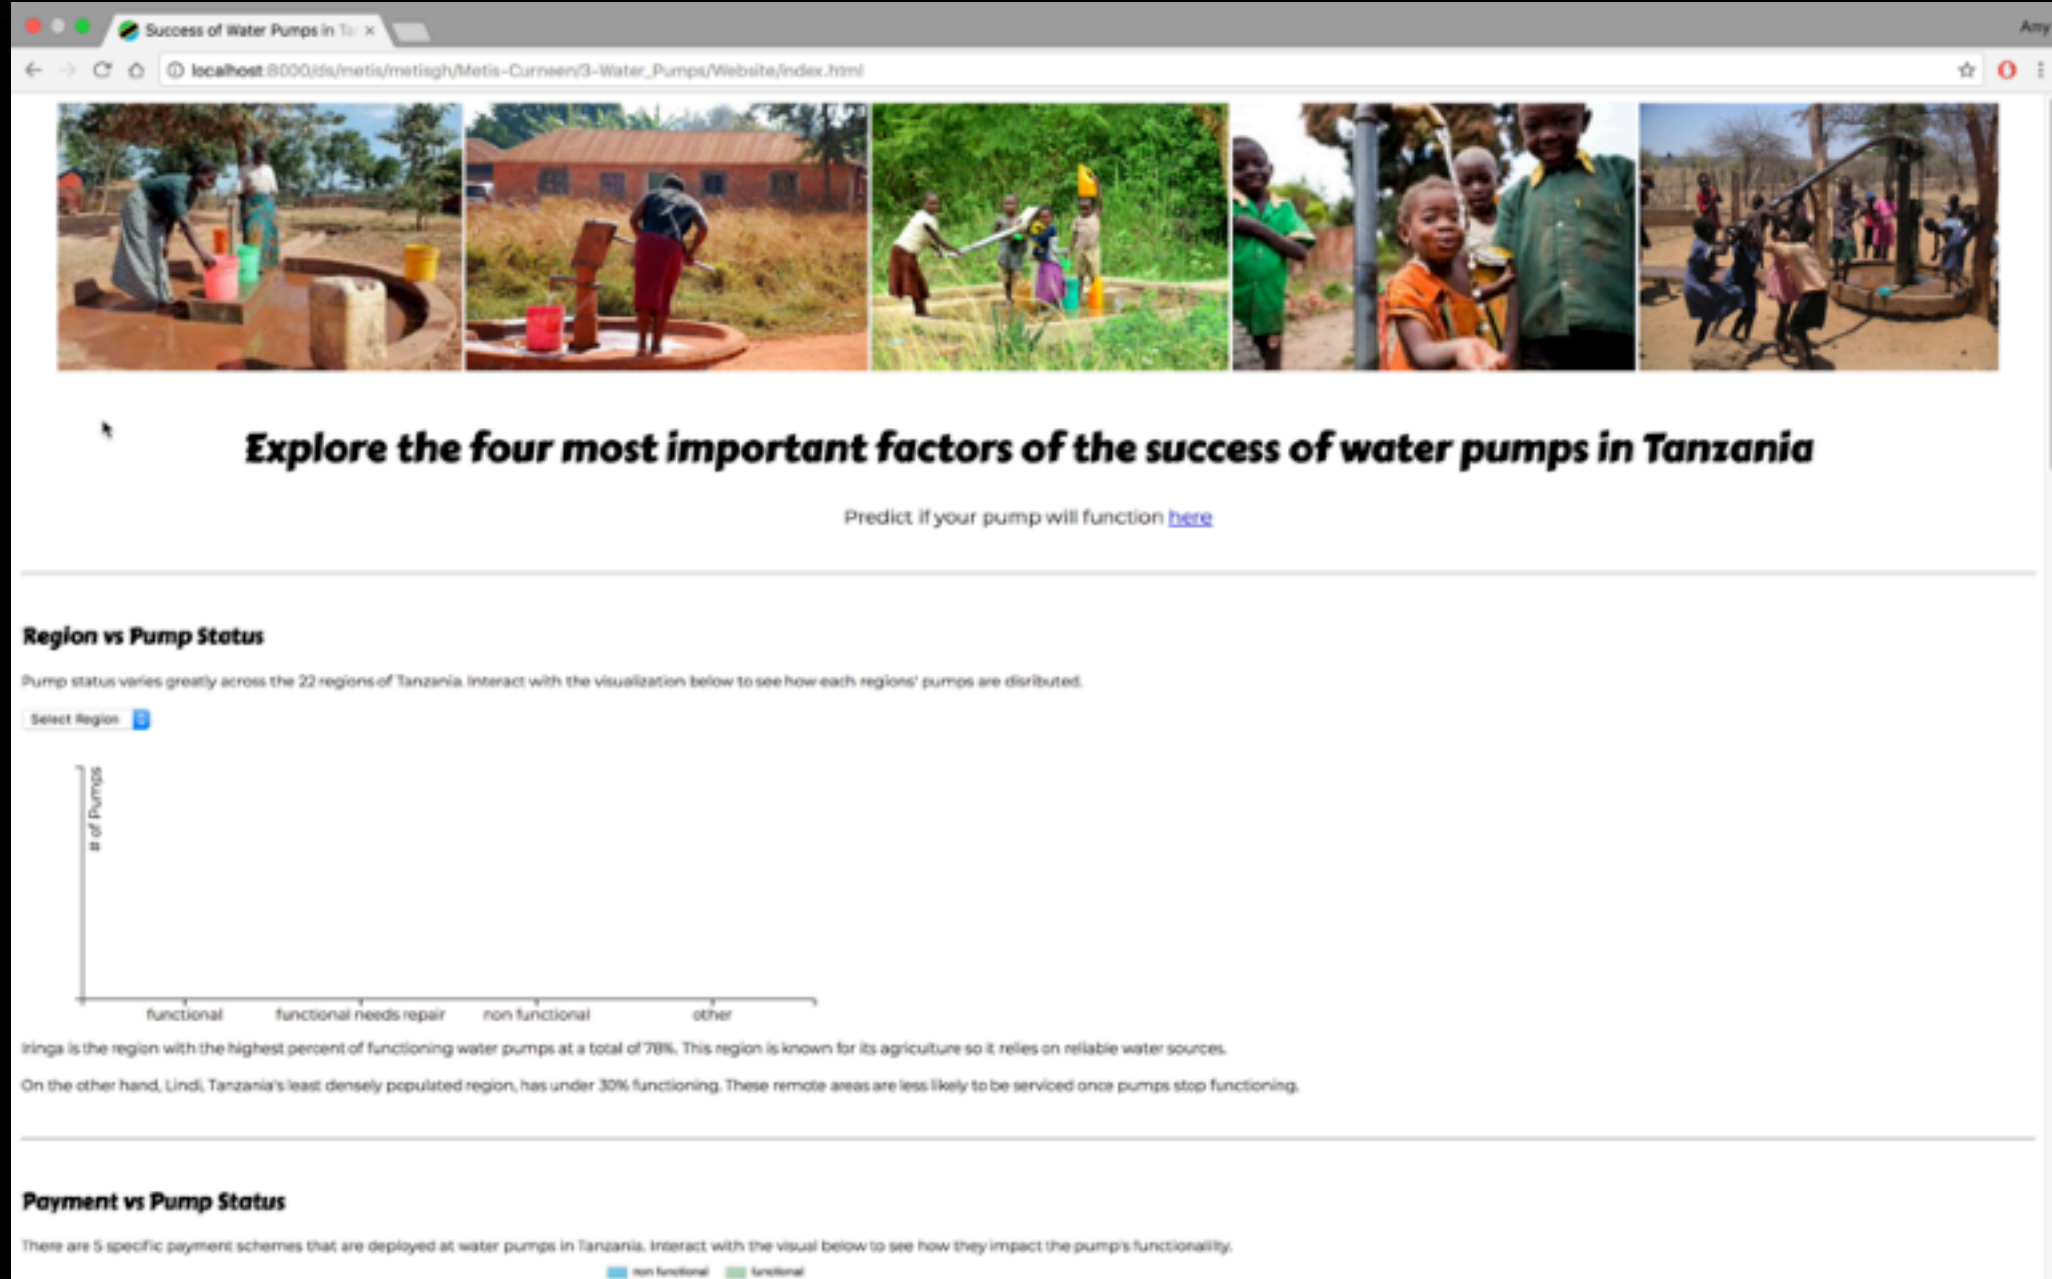 Success of Water Pumps in Ta
Amy
localhost:8000/ds/metis/metisgh/Metis-Curneen/3-Water_Pumps/Website/index.html
Explore the four most important factors of the success of water pumps in Tanzania
Predict if your pump will function here
Region vs Pump Status
Pump status varies greatly across the 22 regions of Tanzania. Interact with the visualization below to see how each regions' pumps are disributed.
Select Region
# of Pumps
functional functional needs repair non functional other
Iringa is the region with the highest percent of functioning water pumps at a total of 78%. This region is known for its agriculture so it relies on reliable water sources.
On the other hand, Lindi, Tanzania's least densely populated region, has under 30% functioning. These remote areas are less likely to be serviced once pumps stop functioning.
Payment vs Pump Status
There are 5 specific payment schemes that are deployed at water pumps in Tanzania. Interact with the visual below to see how they impact the pump's functionality.
non functional functional